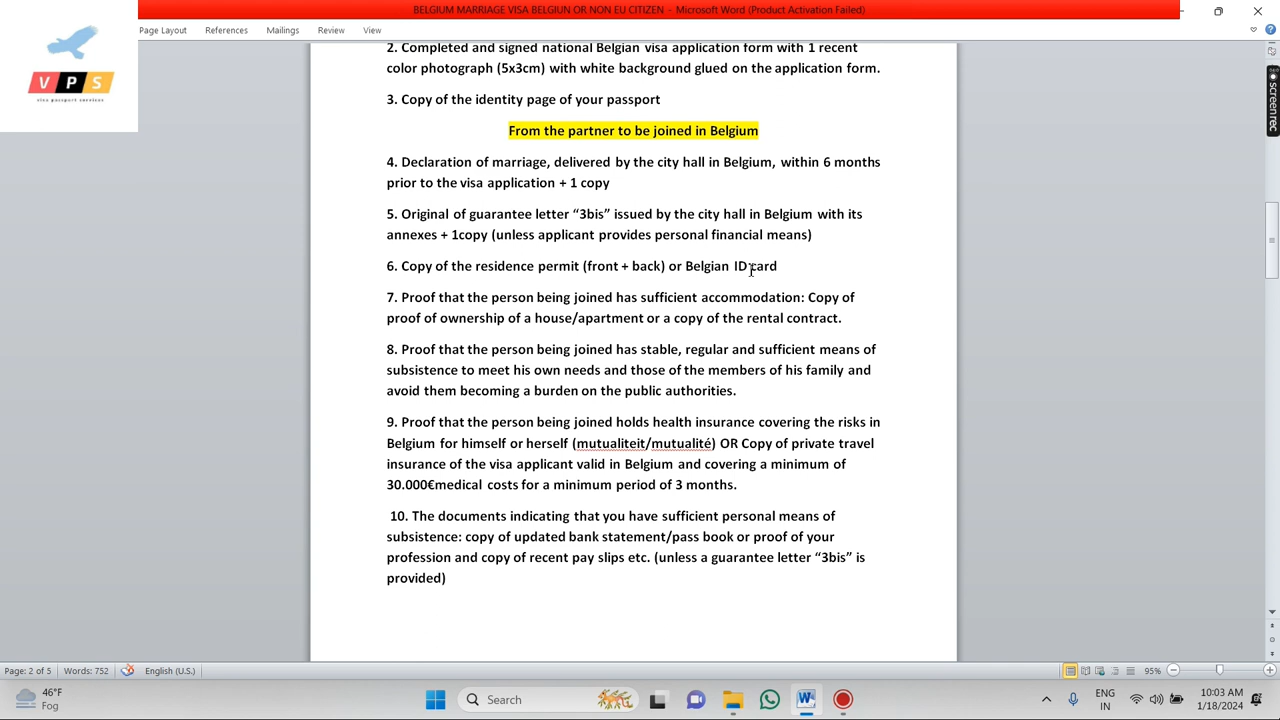 BELGIUM MARRIAGE VISA BELGIUN OR NON EU CITIZEN - Microsoft Word (Product Activation Failed)
Page Layout References Mailings Review View
VPS
visa passport services
2. Completed and signed national Belgian visa application form with 1 recent
color photograph (5x3cm) with white background glued on the application form.
3. Copy of the identity page of your passport
From the partner to be joined in Belgium
4. Declaration of marriage, delivered by the city hall in Belgium, within 6 months
prior to the visa application + 1 copy
5. Original of guarantee letter “3bis” issued by the city hall in Belgium with its
annexes + 1copy (unless applicant provides personal financial means)
6. Copy of the residence permit (front + back) or Belgian ID card
7. Proof that the person being joined has sufficient accommodation: Copy of
proof of ownership of a house/apartment or a copy of the rental contract.
8. Proof that the person being joined has stable, regular and sufficient means of
subsistence to meet his own needs and those of the members of his family and
avoid them becoming a burden on the public authorities.
9. Proof that the person being joined holds health insurance covering the risks in
Belgium for himself or herself (mutualiteit/mutualité) OR Copy of private travel
insurance of the visa applicant valid in Belgium and covering a minimum of
30.000€medical costs for a minimum period of 3 months.
10. The documents indicating that you have sufficient personal means of
subsistence: copy of updated bank statement/pass book or proof of your
profession and copy of recent pay slips etc. (unless a guarantee letter “3bis” is
provided)
screenrec
Page: 2 of 5 Words: 752 English (U.S.) 95%
46°F
Fog
Search
ENG
IN
10:03 AM
1/18/2024